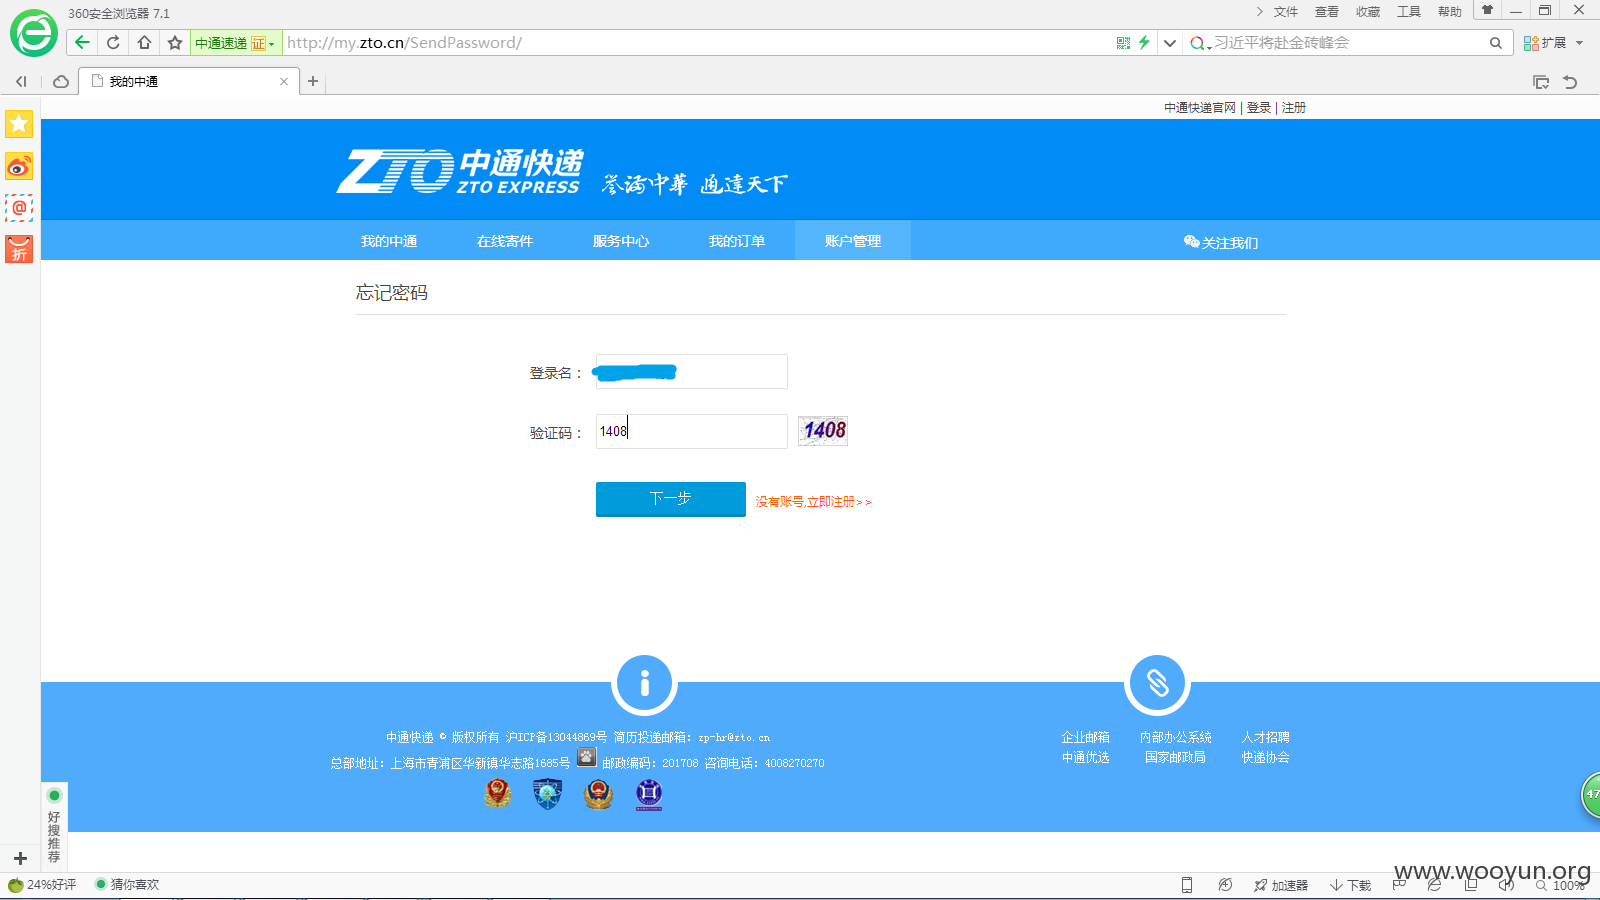 360安全浏览器 7.1
文件 查看 收藏 工具 帮助
中通速递 证 http://my.zto.cn/SendPassword/ 习近平将赴金砖峰会 扩展
我的中通
中通快递官网 | 登录 | 注册
ZTO 中通快递
ZTO EXPRESS
誉满中华 通达天下
我的中通 在线寄件 服务中心 我的订单 账户管理 关注我们
忘记密码
登录名：
验证码： 1408 1408
下一步 没有账号,立即注册>>
中通快递 © 版权所有 沪ICP备13044869号 简历投递邮箱: zp-hr@zto.cn
总部地址: 上海市青浦区华新镇华志路1685号 邮政编码: 201708 咨询电话: 4008270270
企业邮箱 内部办公系统 人才招聘
中通优选 国家邮政局 快递协会
@
折
47
好搜推荐
24%好评 猜你喜欢
加速器 下载 100%
www.wooyun.org